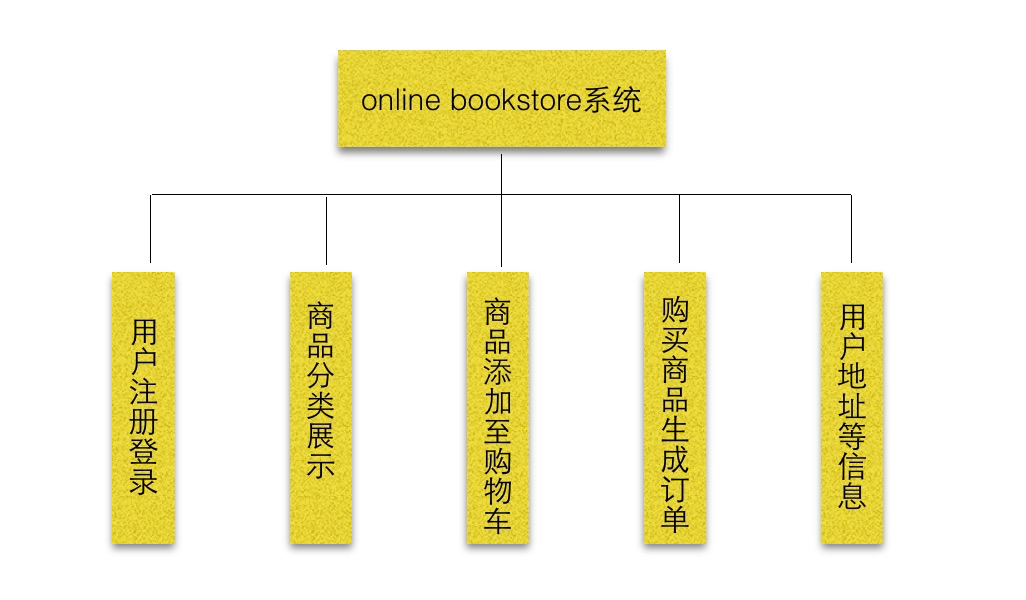 online bookstore系统
用户注册登录
商品分类展示
商品添加至购物车
购买商品生成订单
用户地址等信息